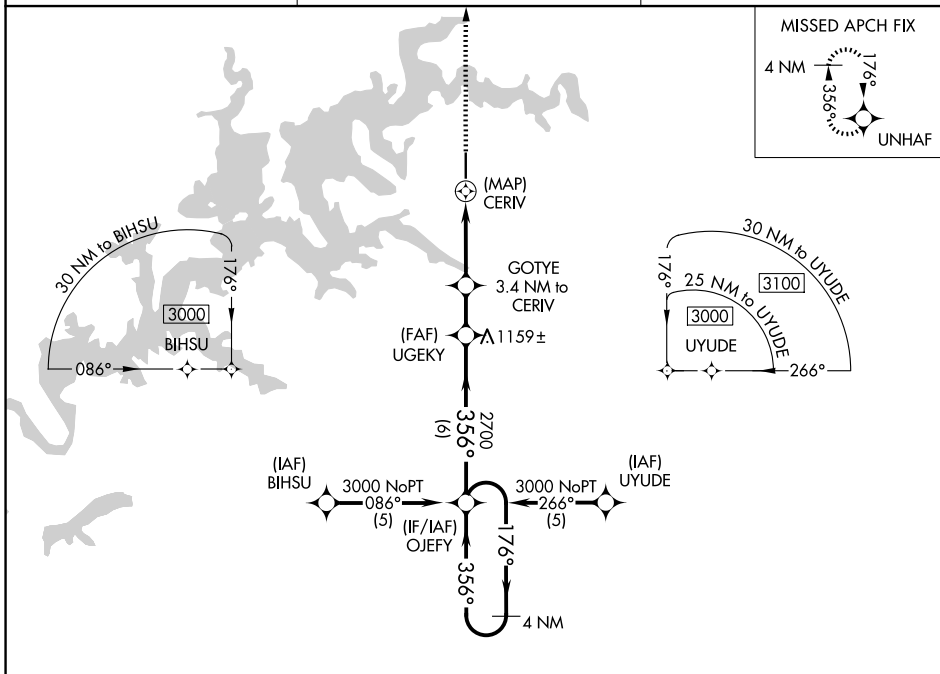 MISSED APCH FIX
4 NM
176°
356°
UNHAF
(MAP)
CERIV
30 NM to BIHSU
176°
3000
BIHSU
086°
GOTYE
3.4 NM to
CERIV
(FAF)
UGEKY
1159±
30 NM to UYUDE
3100
176°
25 NM to UYUDE
3000
UYUDE
266°
2700
356°
(6)
(IAF)
BIHSU
3000 NoPT
086°
(5)
(IF/IAF)
OJEFY
3000 NoPT
266°
(5)
(IAF)
UYUDE
176°
356°
4 NM